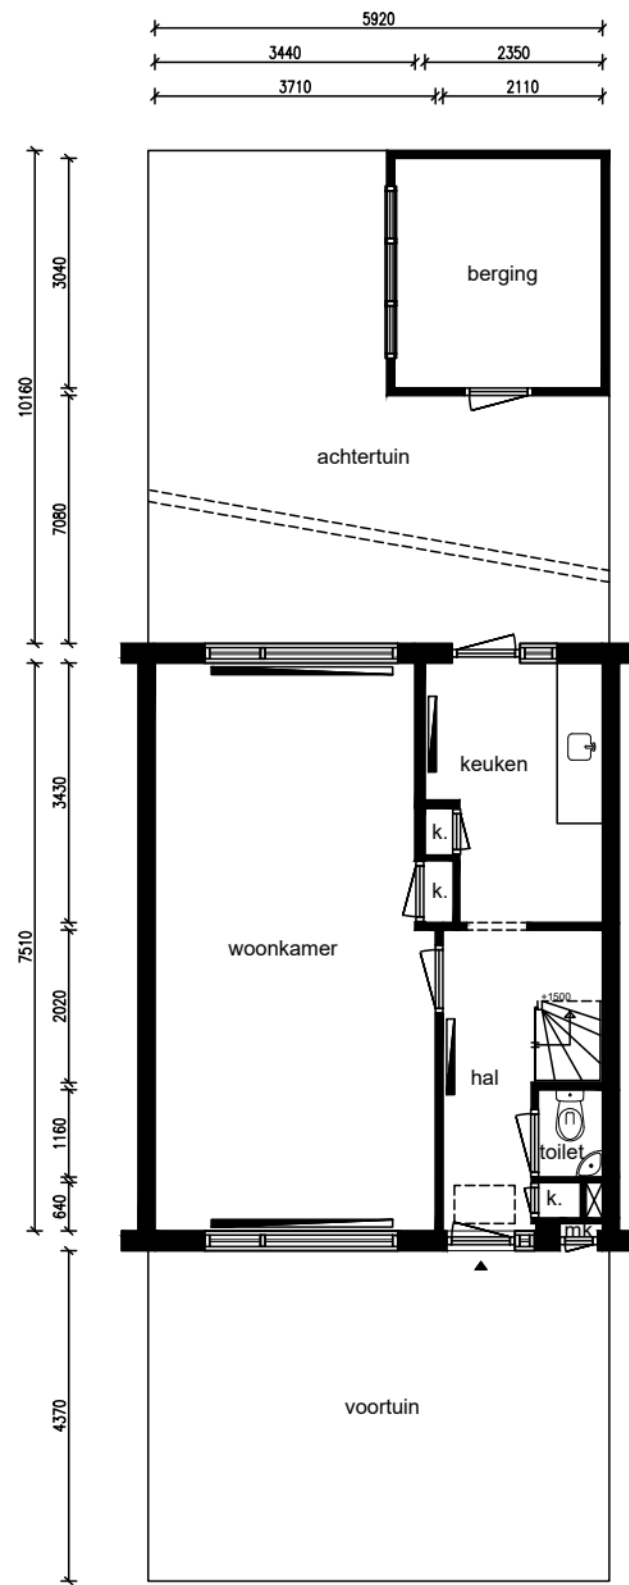 5920
3440 2350
3710 2110
berging
3040
10160
achtertuin
7080
keuken
3430
k.
k.
woonkamer
7510
2020
+1500
hal
1160
toilet
k.
640
mk
voortuin
4370